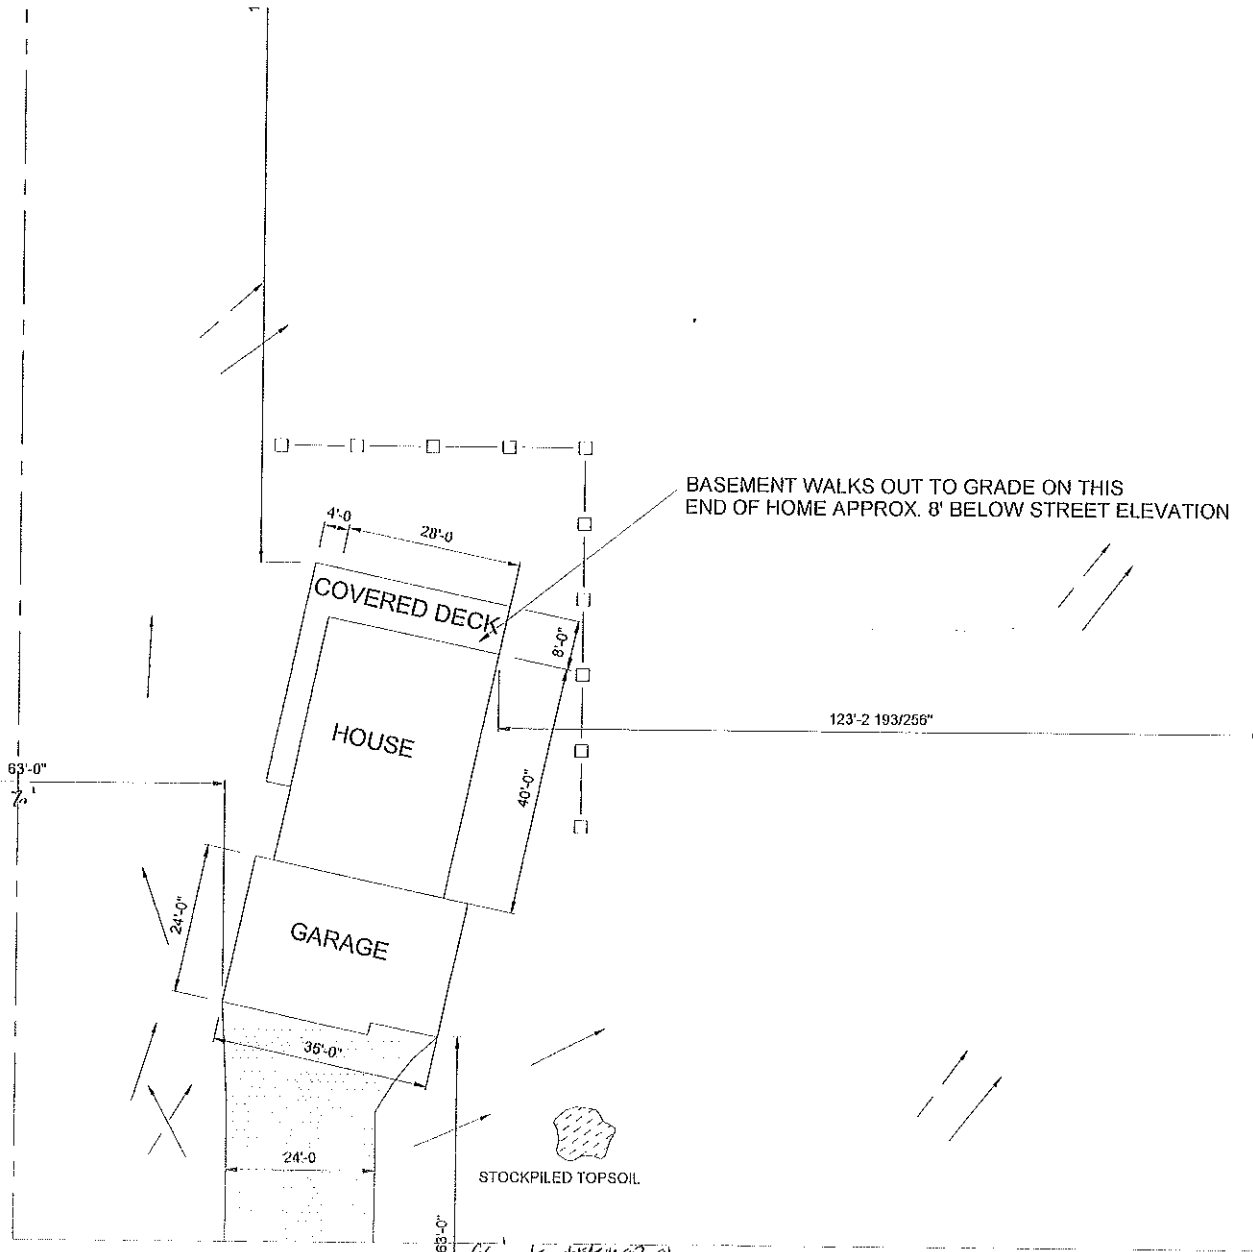 1
BASEMENT WALKS OUT TO GRADE ON THIS
END OF HOME APPROX. 8' BELOW STREET ELEVATION
4'-0
28'-0
COVERED DECK
8'-0"
HOUSE
123'-2 193/256"
63'-0"
40'-0"
24'-0"
GARAGE
36'-0"
24'-0
STOCKPILED TOPSOIL
63'-0"